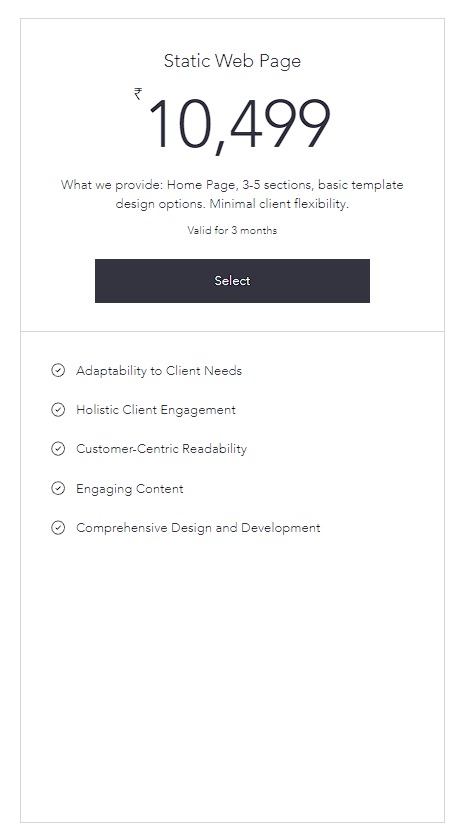 Static Web Page
₹
10,499
What we provide: Home Page, 3-5 sections, basic template
design options. Minimal client flexibility.
Valid for 3 months
Select
Adaptability to Client Needs
Holistic Client Engagement
Customer-Centric Readability
Engaging Content
Comprehensive Design and Development